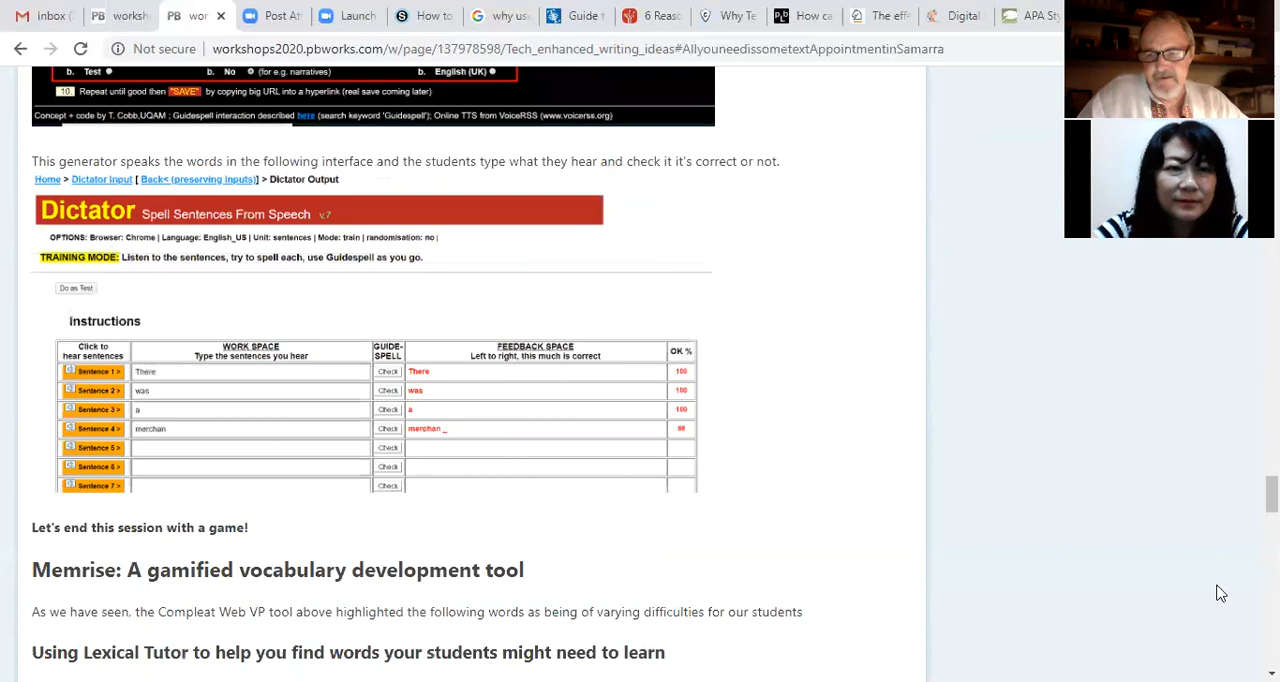 inbox (
PB worksh
PB wor
Post At
Launch
How to
why use
Guide t
6 Reaso
Why Te
How ca
The eff
Digital
APA St
Not secure workshops2020.pbworks.com/w/page/137978598/Tech_enhanced_writing_ideas#AllyouneedissometextAppointmentinSamarra
b. Test b. No (for e.g. narratives) b. English (UK)
10. Repeat until good then "SAVE" by copying big URL into a hyperlink (real save coming later)
Concept + code by T. Cobb,UQAM ; Guidespell interaction described here (search keyword 'Guidespell'); Online TTS from VoiceRSS (www.voicerss.org)
This generator speaks the words in the following interface and the students type what they hear and check it it's correct or not.
Home > Dictator Input [ Back< (preserving inputs)] > Dictator Output
Dictator Spell Sentences From Speech v.7
OPTIONS: Browser: Chrome | Language: English_US | Unit: sentences | Mode: train | randomisation: no |
TRAINING MODE: Listen to the sentences, try to spell each, use Guidespell as you go.
Do as Test
Instructions
Click to hear sentences WORK SPACE Type the sentences you hear GUIDE-SPELL FEEDBACK SPACE Left to right, this much is correct OK %
Sentence 1 > There Check There 100
Sentence 2 > was Check was 100
Sentence 3 > a Check a 100
Sentence 4 > merchan Check merchan _
Sentence 5 > Check
Sentence 6 > Check
Sentence 7 > Check
Let's end this session with a game!
Memrise: A gamified vocabulary development tool
As we have seen, the Compleat Web VP tool above highlighted the following words as being of varying difficulties for our students
Using Lexical Tutor to help you find words your students might need to learn